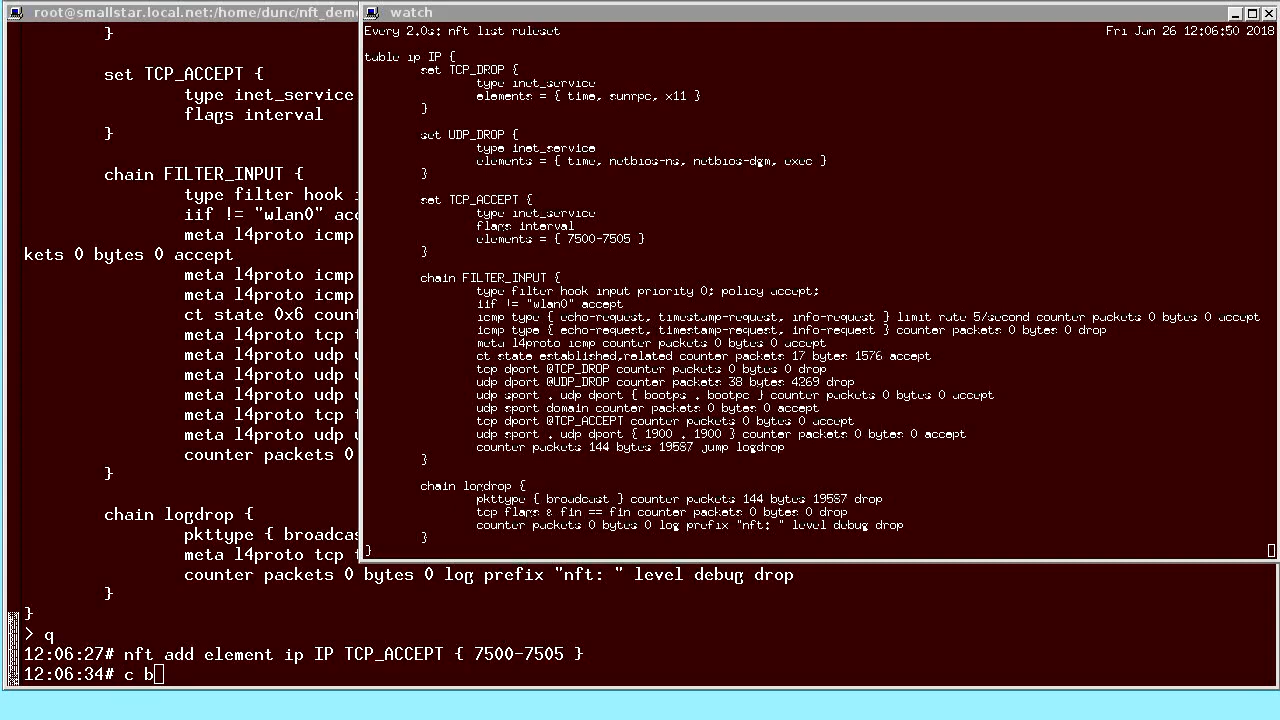 root@smallstar.local.net:/home/dunc/nft_dem
}
set TCP_ACCEPT {
type inet_service
flags interval
}
chain FILTER_INPUT {
type filter hook
iif != "wlan0"
meta l4proto icmp
kets 0 bytes 0 accept
meta l4proto icmp
meta l4proto icmp
ct state 0x6
meta l4proto tcp
meta l4proto udp
meta l4proto udp
meta l4proto udp
meta l4proto tcp
meta l4proto udp
counter packets 0
}
chain logdrop {
pkttype {
meta l4proto tcp
counter packets 0 bytes 0 log prefix "nft: " level debug drop
}
}
> q
12:06:27# nft add element ip IP TCP_ACCEPT { 7500-7505 }
12:06:34# c b
watch
Every 2.0s: nft list ruleset Fri Jun 26 12:06:50 2018
table ip IP {
set TCP_DROP {
type inet_service
elements = { time, sunrpc, x11 }
}
set UDP_DROP {
type inet_service
elements = { time, netbios-ns, netbios-dgm, exec }
}
set TCP_ACCEPT {
type inet_service
flags interval
elements = { 7500-7505 }
}
chain FILTER_INPUT {
type filter hook input priority 0; policy accept;
iif != "wlan0" accept
icmp type { echo-request, timestamp-request, info-request } limit rate 5/second counter packets 0 bytes 0 accept
icmp type { echo-request, timestamp-request, info-request } counter packets 0 bytes 0 drop
meta l4proto icmp counter packets 0 bytes 0 accept
ct state established,related counter packets 17 bytes 1576 accept
tcp dport @TCP_DROP counter packets 0 bytes 0 drop
udp dport @UDP_DROP counter packets 38 bytes 4269 drop
udp sport . udp dport { bootps . bootpc } counter packets 0 bytes 0 accept
udp sport domain counter packets 0 bytes 0 accept
tcp dport @TCP_ACCEPT counter packets 0 bytes 0 accept
udp sport . udp dport { 1900 . 1900 } counter packets 0 bytes 0 accept
counter packets 144 bytes 19587 jump logdrop
}
chain logdrop {
pkttype { broadcast } counter packets 144 bytes 19587 drop
tcp flags & fin == fin counter packets 0 bytes 0 drop
counter packets 0 bytes 0 log prefix "nft: " level debug drop
}
}